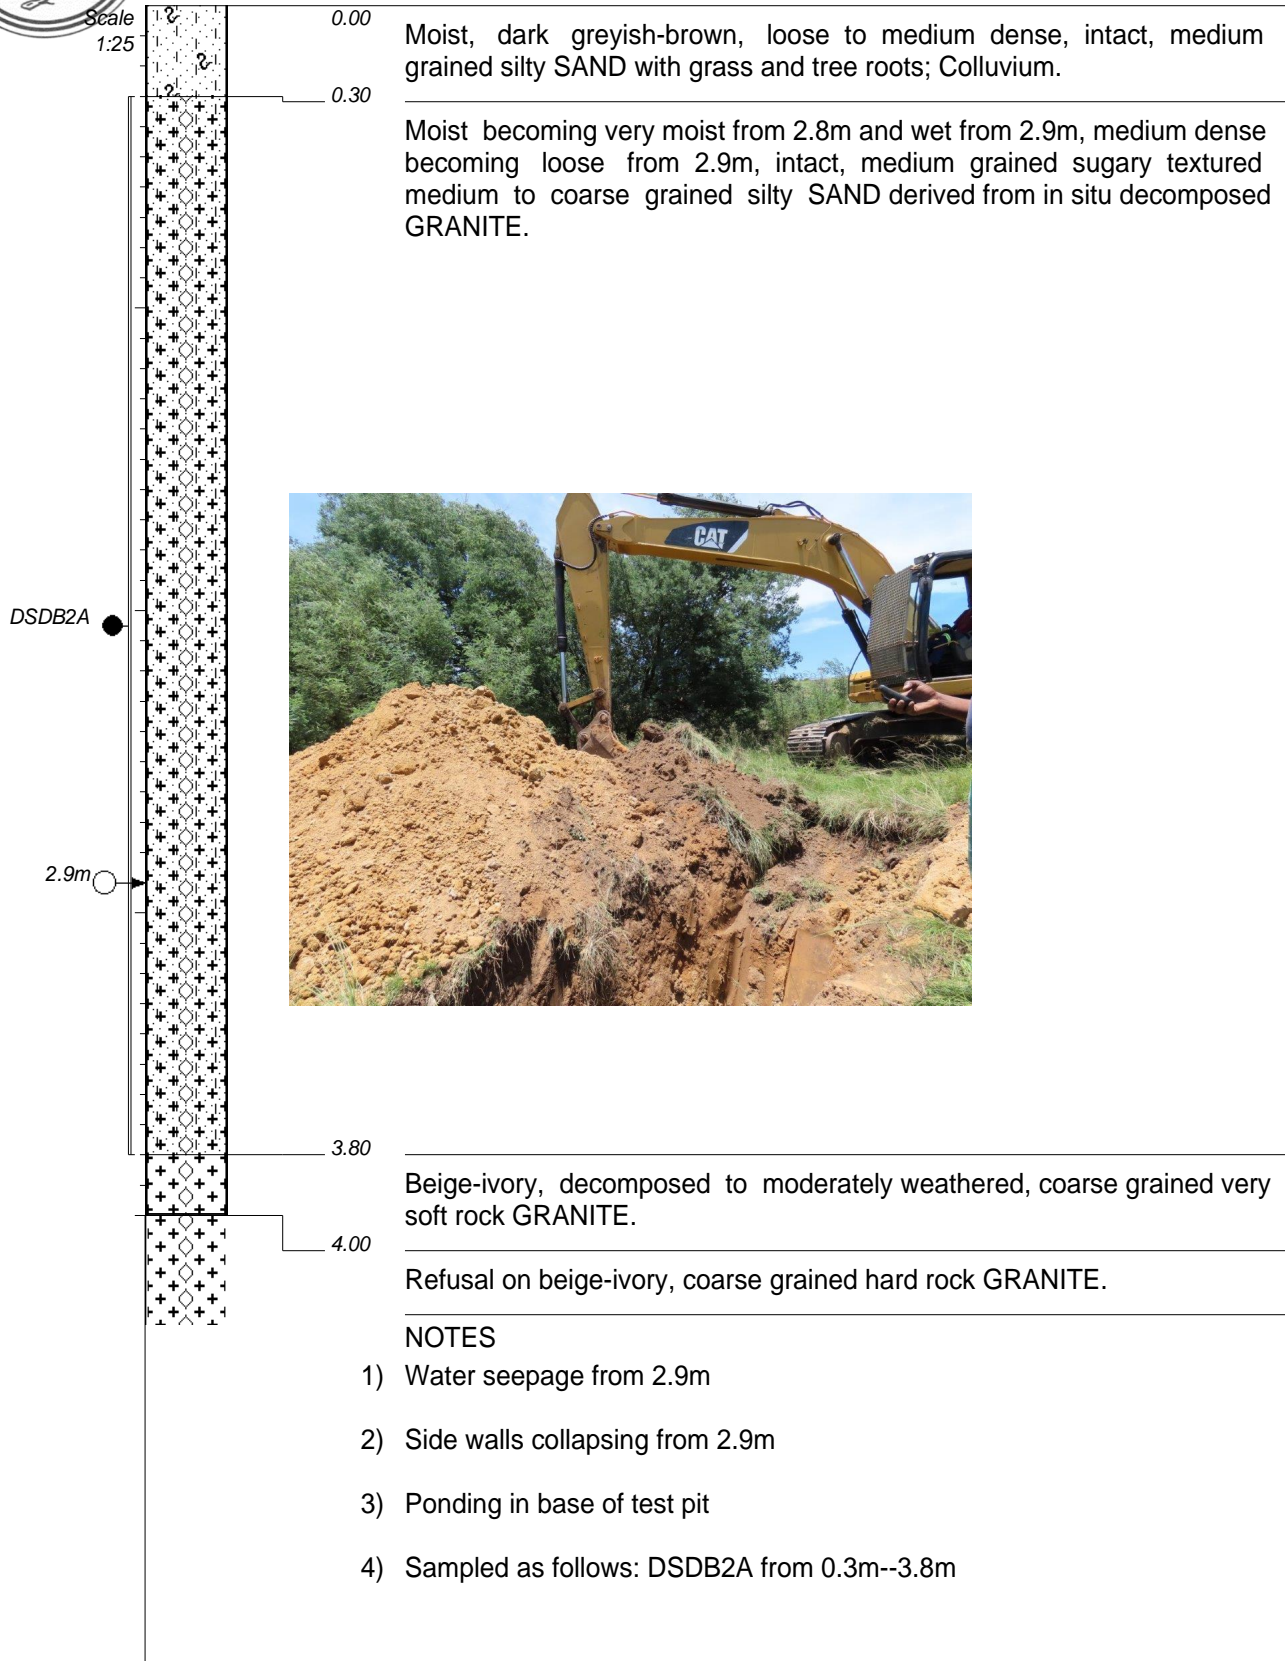 Scale
1:25
0.00
Moist, dark greyish-brown, loose to medium dense, intact, medium
grained silty SAND with grass and tree roots; Colluvium.
0.30
Moist becoming very moist from 2.8m and wet from 2.9m, medium dense
becoming loose from 2.9m, intact, medium grained sugary textured
medium to coarse grained silty SAND derived from in situ decomposed
GRANITE.
CAT
DSDB2A
2.9m
3.80
Beige-ivory, decomposed to moderately weathered, coarse grained very
soft rock GRANITE.
4.00
Refusal on beige-ivory, coarse grained hard rock GRANITE.
NOTES
1) Water seepage from 2.9m
2) Side walls collapsing from 2.9m
3) Ponding in base of test pit
4) Sampled as follows: DSDB2A from 0.3m--3.8m